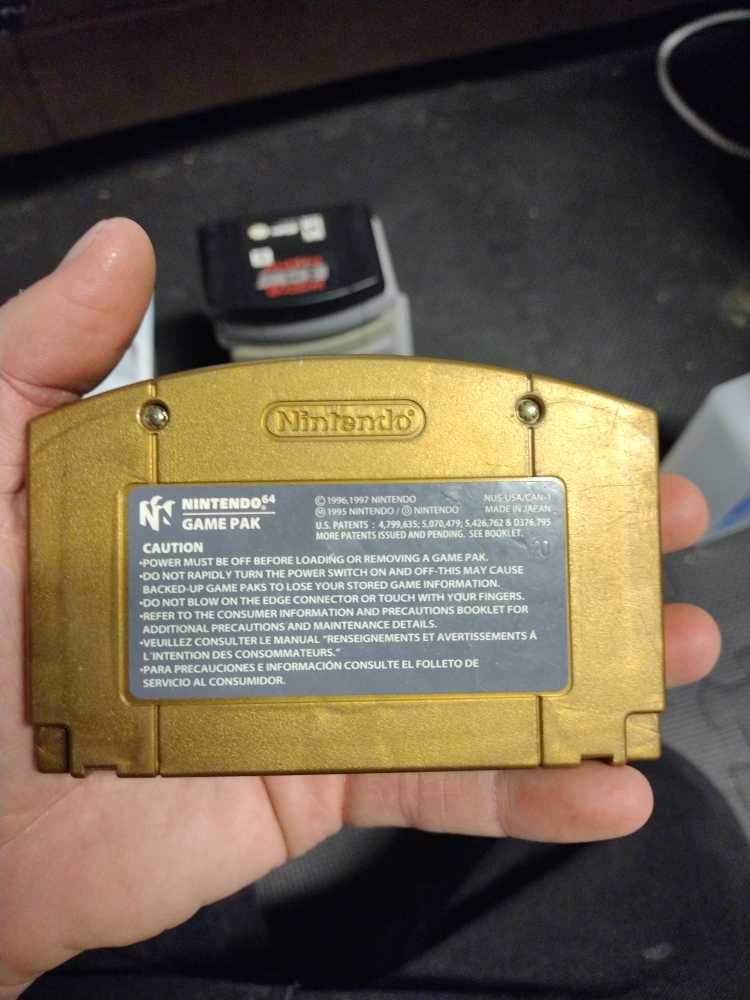 Nintendo®
NINTENDO64®
GAME PAK
©1996,1997 NINTENDO
Ⓜ1995 NINTENDO / Ⓓ NINTENDO
NUS-USA/CAN-1
MADE IN JAPAN
U.S. PATENTS : 4,799,635; 5,070,479; 5,426,762 & D376,795
MORE PATENTS ISSUED AND PENDING. SEE BOOKLET.
CAUTION
•POWER MUST BE OFF BEFORE LOADING OR REMOVING A GAME PAK.
•DO NOT RAPIDLY TURN THE POWER SWITCH ON AND OFF-THIS MAY CAUSE
BACKED-UP GAME PAKS TO LOSE YOUR STORED GAME INFORMATION.
•DO NOT BLOW ON THE EDGE CONNECTOR OR TOUCH WITH YOUR FINGERS.
•REFER TO THE CONSUMER INFORMATION AND PRECAUTIONS BOOKLET FOR
ADDITIONAL PRECAUTIONS AND MAINTENANCE DETAILS.
•VEUILLEZ CONSULTER LE MANUAL "RENSEIGNEMENTS ET AVERTISSEMENTS Á
L'INTENTION DES CONSOMMATEURS."
•PARA PRECAUCIONES E INFORMACIÓN CONSULTE EL FOLLETO DE
SERVICIO AL CONSUMIDOR.